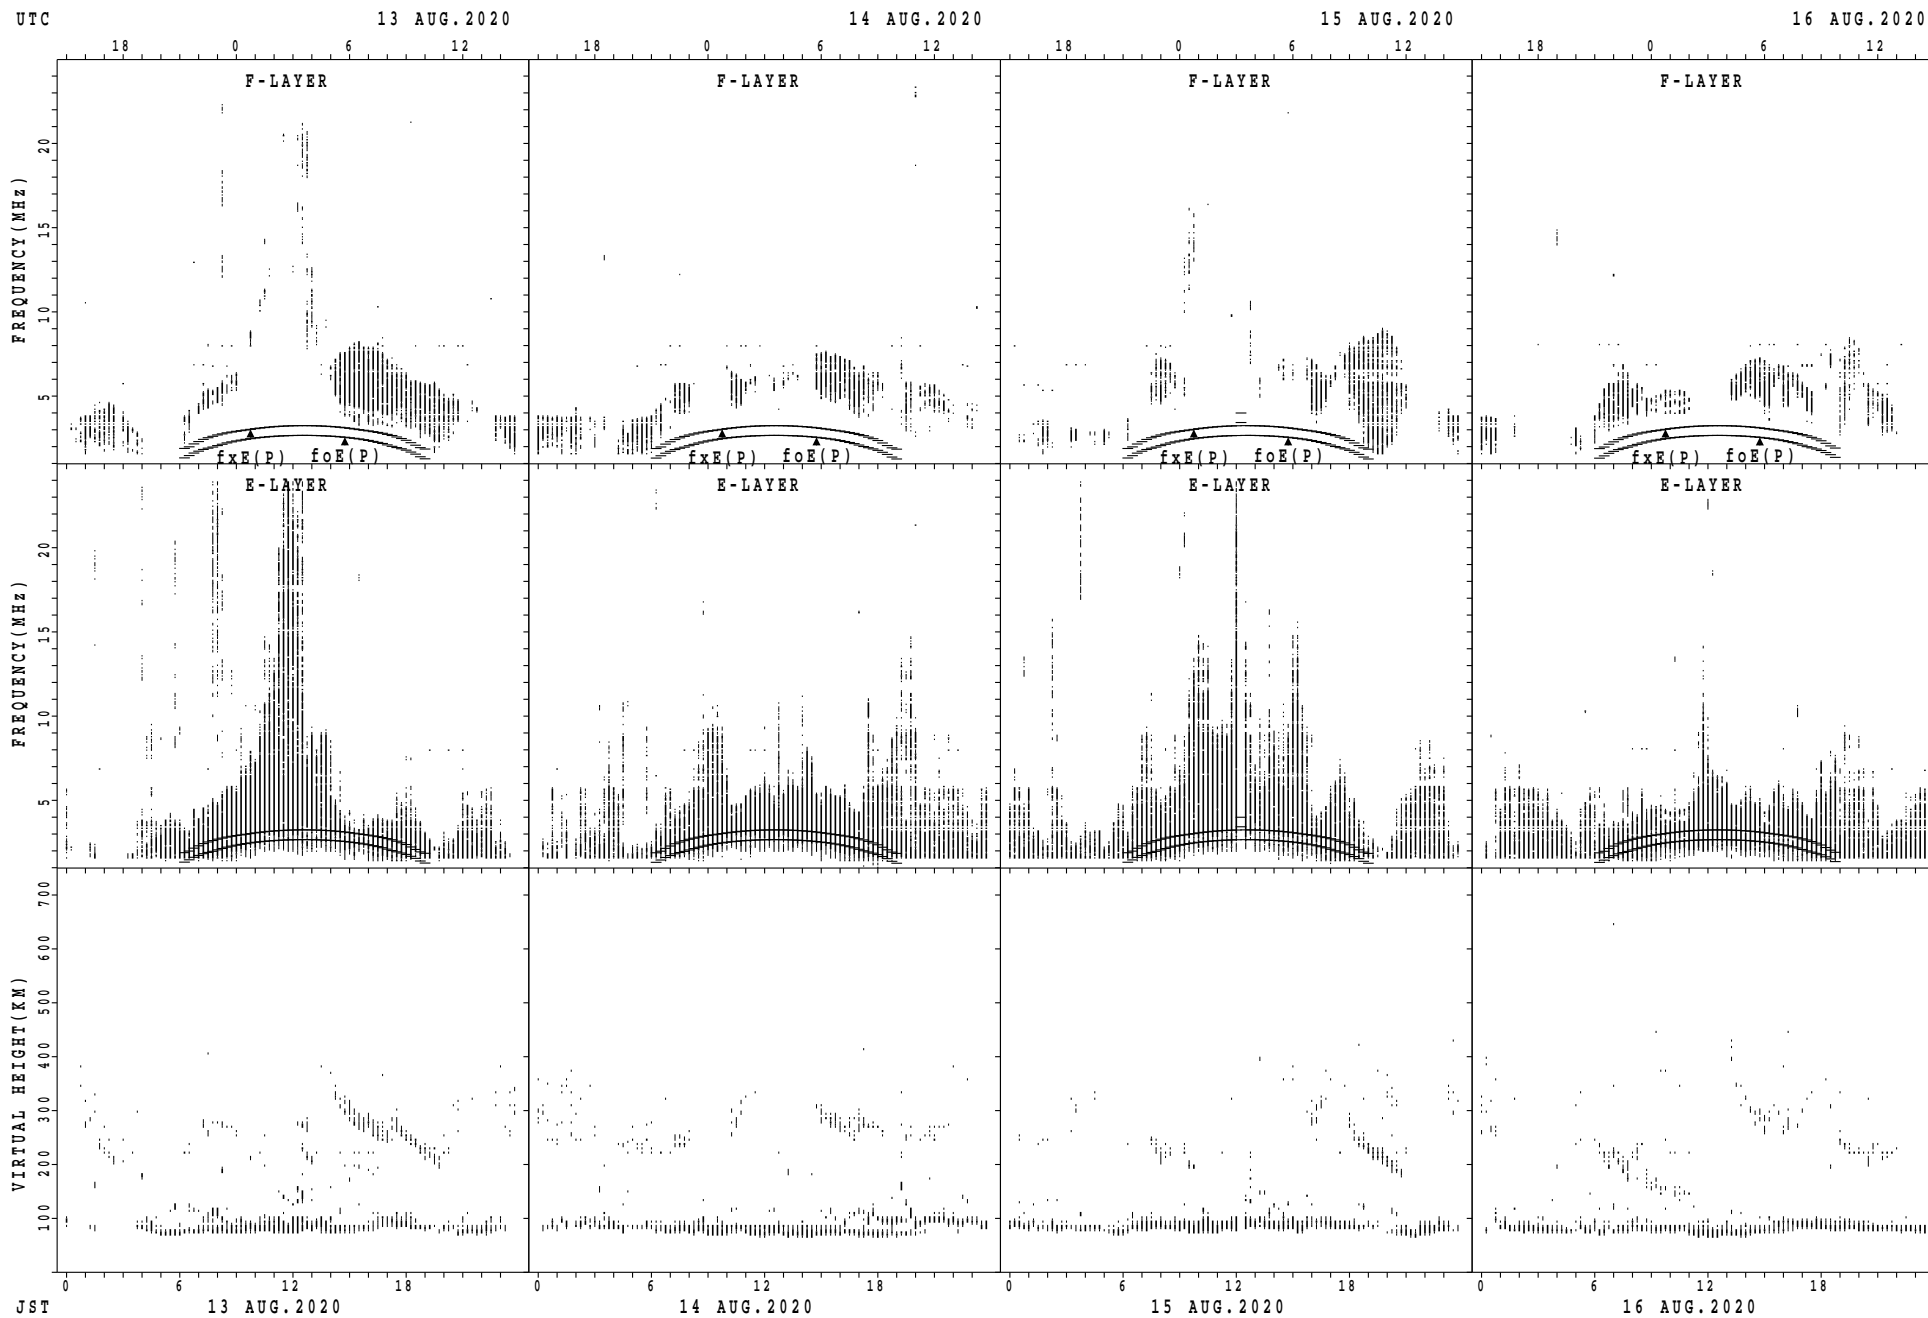 UTC 13 AUG.2020 14 AUG.2020 15 AUG.2020 16 AUG.2020
18 0 6 12 18 0 6 12 18 0 6 12 18 0 6 12
F-LAYER F-LAYER F-LAYER F-LAYER
FREQUENCY(MHz)
20
15
10
5
fxE(P) foE(P) fxE(P) foE(P) fxE(P) foE(P) fxE(P) foE(P)
E-LAYER E-LAYER E-LAYER E-LAYER
FREQUENCY(MHz)
20
15
10
5
VIRTUAL HEIGHT(KM)
700
600
500
400
300
200
100
0 6 12 18 0 6 12 18 0 6 12 18 0 6 12 18
JST 13 AUG.2020 14 AUG.2020 15 AUG.2020 16 AUG.2020